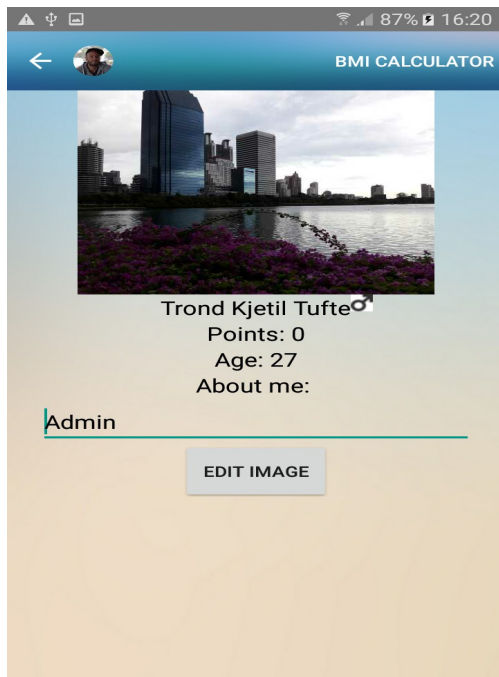 87% 16:20
BMI CALCULATOR
Trond Kjetil Tufte
Points: 0
Age: 27
About me:
Admin
EDIT IMAGE